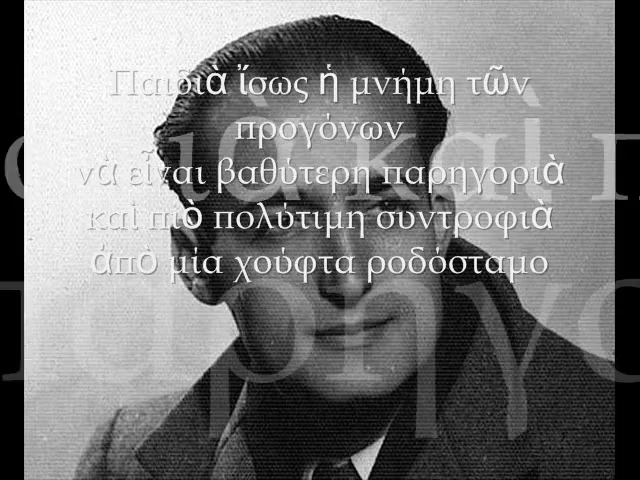 Παιδιὰ ἴσως ἡ μνήμη τῶν
προγόνων
νὰ εἶναι βαθύτερη παρηγοριὰ
καὶ πιὸ πολύτιμη συντροφιὰ
ἀπὸ μία χούφτα ροδόσταμο